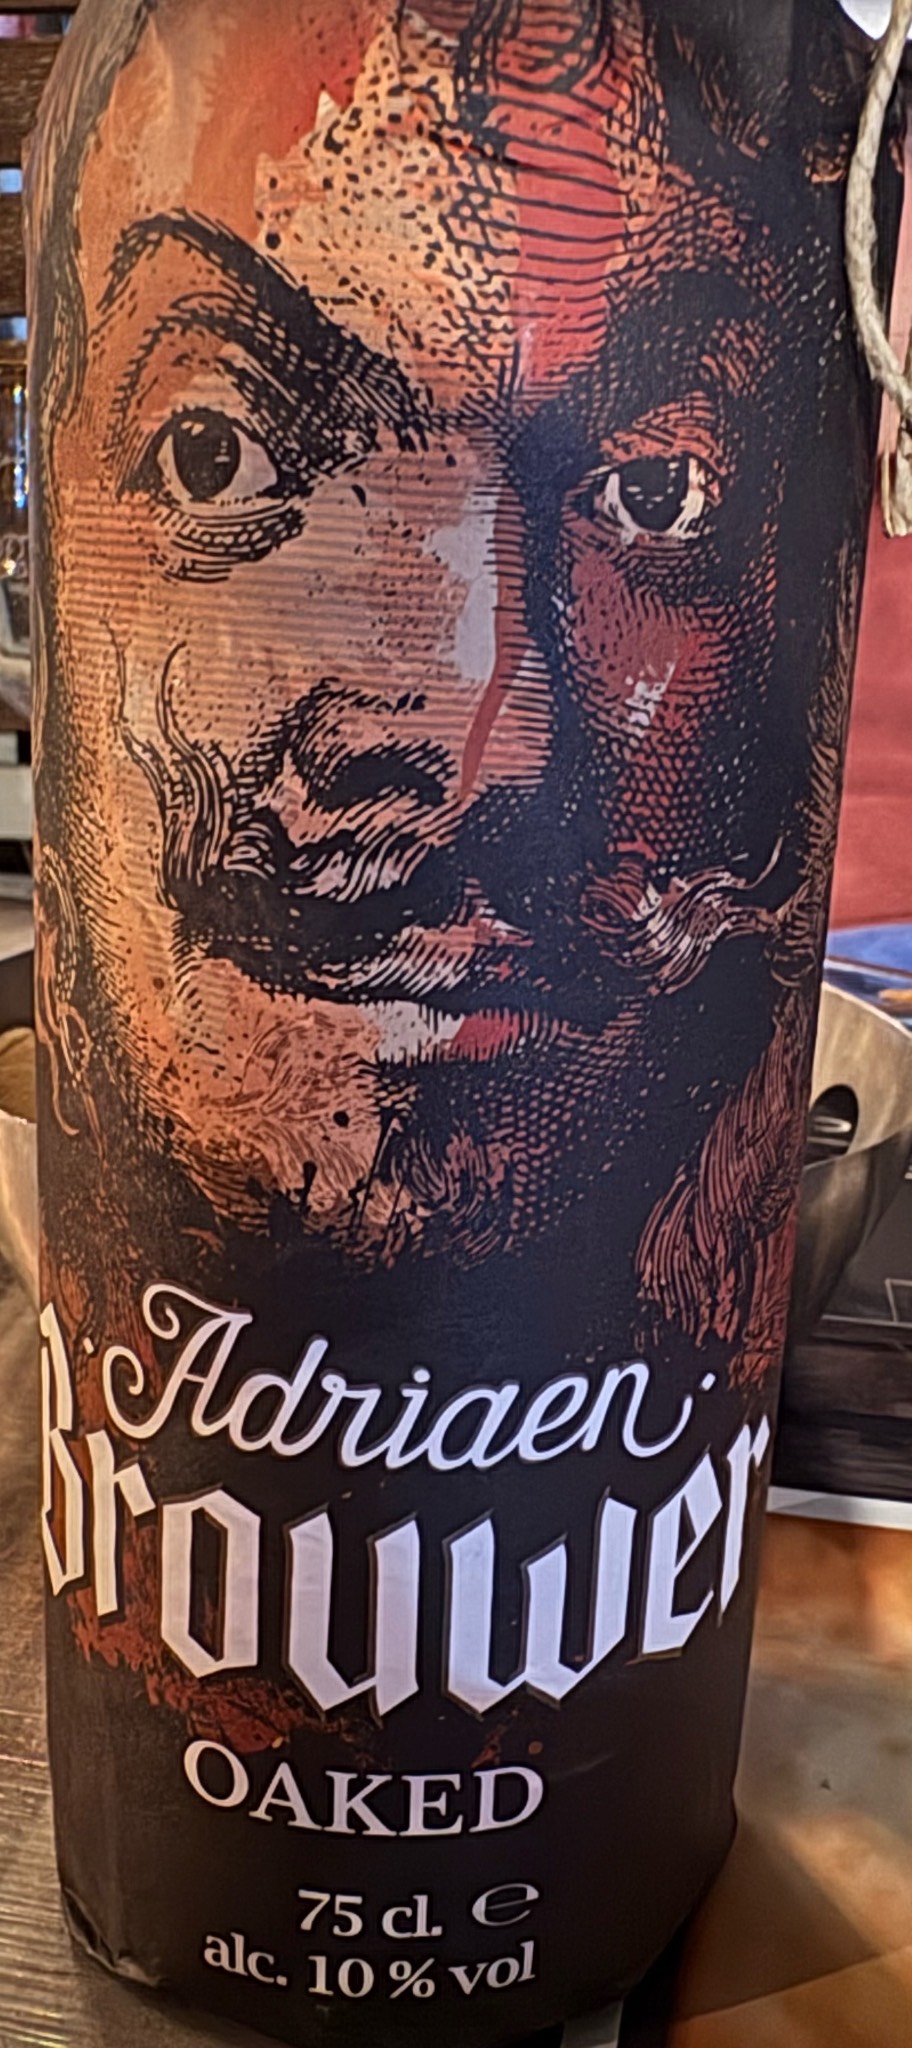 Adriaen
Brouwer
OAKED
75 cl. ℮
alc. 10 % vol